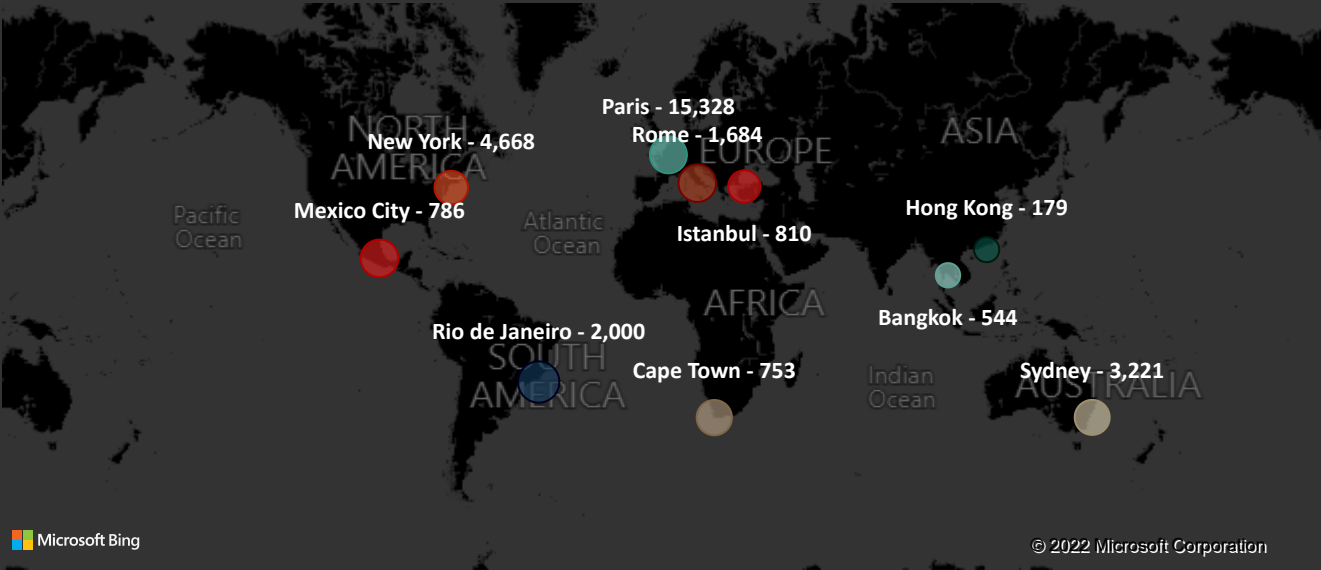 Paris - 15,328
NORTH
AMERICA
New York - 4,668
Rome - 1,684
EUROPE
ASIA
Mexico City - 786
Pacific
Ocean
Atlantic
Ocean
Istanbul - 810
Hong Kong - 179
AFRICA
Bangkok - 544
Rio de Janeiro - 2,000
SOUTH
AMERICA
Cape Town - 753
Indian
Ocean
Sydney - 3,221
AUSTRALIA
Microsoft Bing
© 2022 Microsoft Corporation